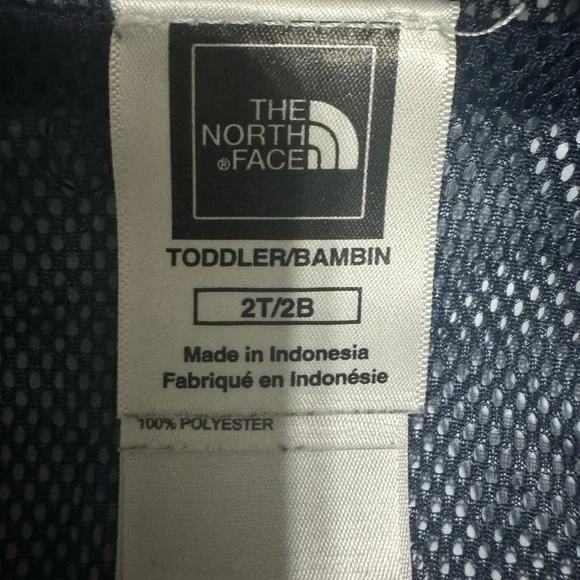 THE
NORTH
®FACE
TODDLER/BAMBIN
2T/2B
Made in Indonesia
Fabriqué en Indonésie
100% POLYESTER